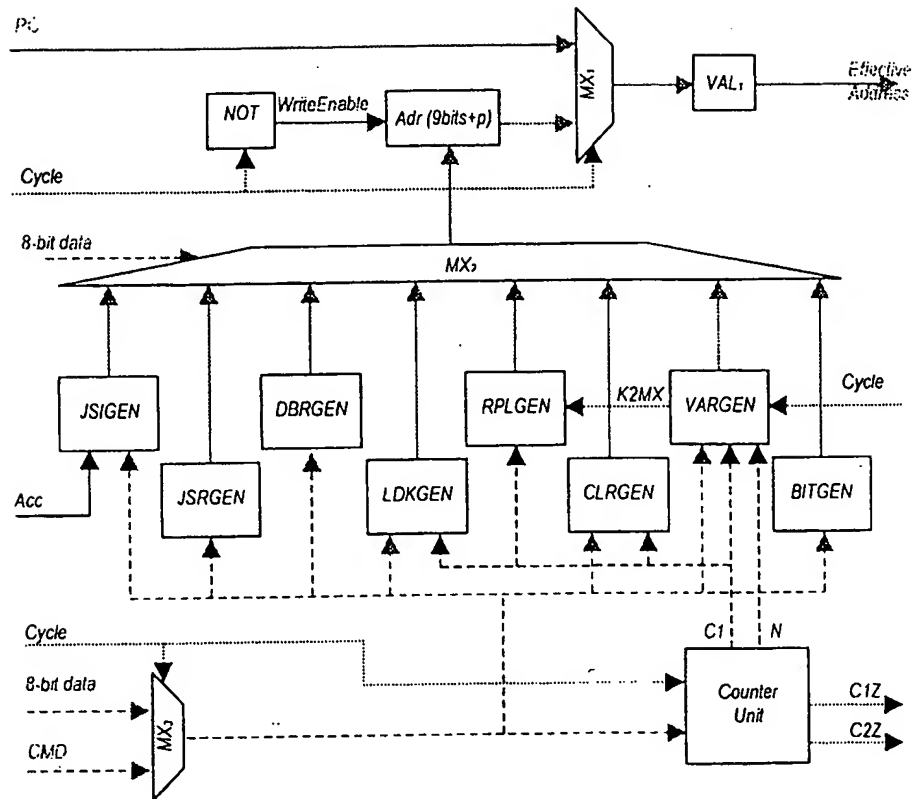 PC
MX₁
VAL₁
Effective
Address
NOT
WriteEnable
Adr (9bits+p)
Cycle
8-bit data
MX₂
JSIGEN
JSRGEN
DBRGEN
LDKGEN
RPLGEN
K2MX
CLRGEN
VARGEN
Cycle
BITGEN
Acc
C1
N
Cycle
8-bit data
CMD
MX₃
Counter
Unit
C1Z
C2Z